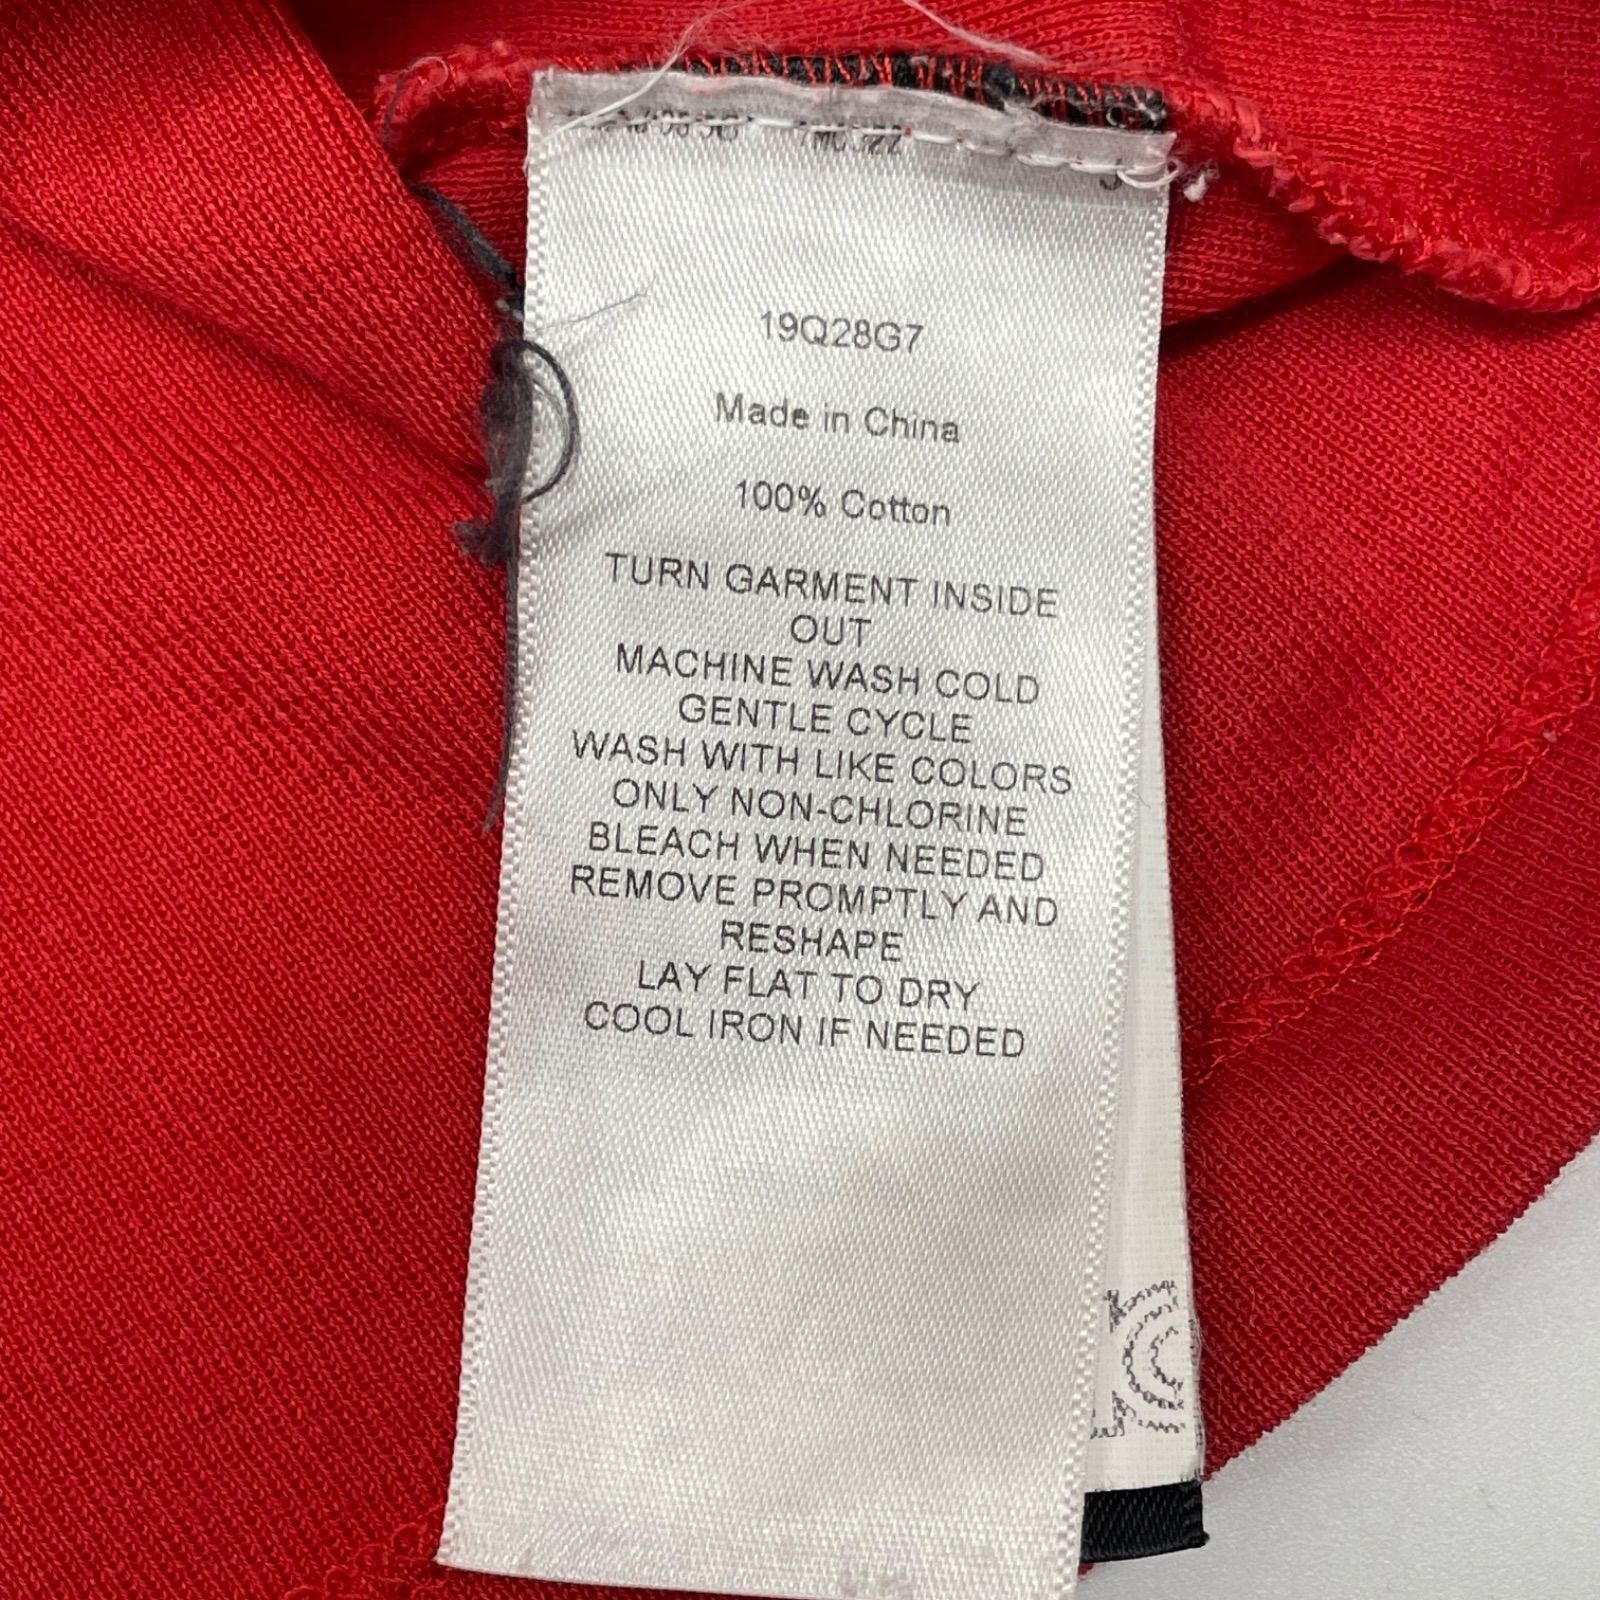 19Q28G7
Made in China
100% Cotton
TURN GARMENT INSIDE
OUT
MACHINE WASH COLD
GENTLE CYCLE
WASH WITH LIKE COLORS
ONLY NON-CHLORINE
BLEACH WHEN NEEDED
REMOVE PROMPTLY AND
RESHAPE
LAY FLAT TO DRY
COOL IRON IF NEEDED